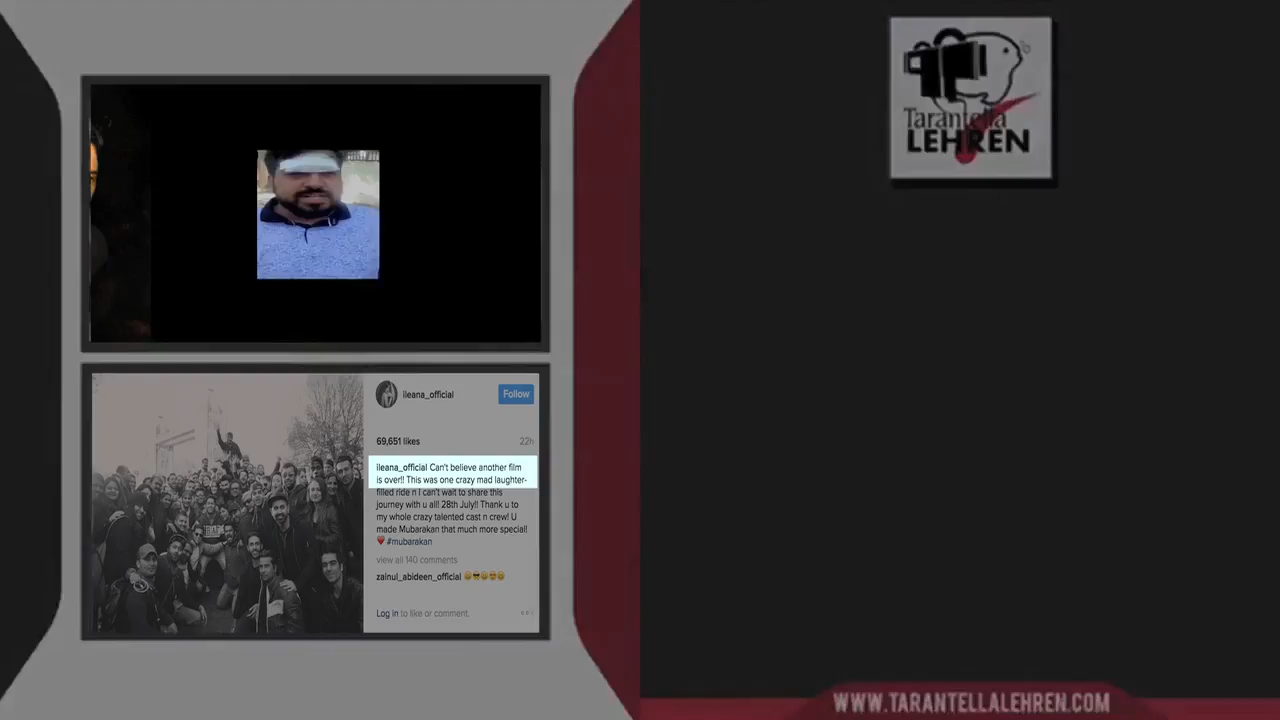 Tarantella
LEHREN
ileana_official
Follow
69,651 likes
22h
ileana_official Can't believe another film
is over!! This was one crazy mad laughter-
filled ride n I can't wait to share this
journey with u all! 28th July!! Thank u to
my whole crazy talented cast n crew! U
made Mubarakan that much more special!
❤️ #mubarakan
view all 140 comments
zainul_abideen_official
Log in to like or comment.
WWW.TARANTELLALEHREN.COM